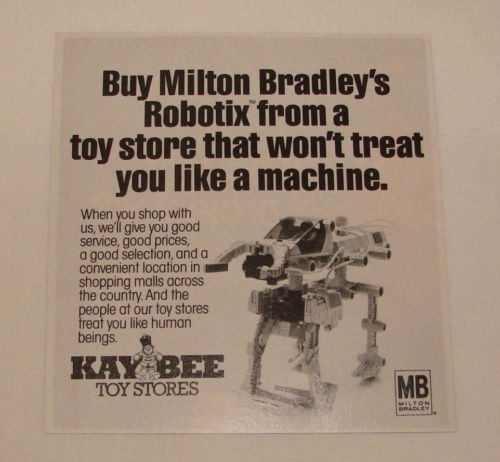 Buy Milton Bradley's
Robotix™ from a
toy store that won't treat
you like a machine.
When you shop with
us, we'll give you good
service, good prices,
a good selection, and a
convenient location in
shopping malls across
the country. And the
people at our toy stores
treat you like human
beings.
KAY BEE
TOY STORES
MB
MILTON
BRADLEY®